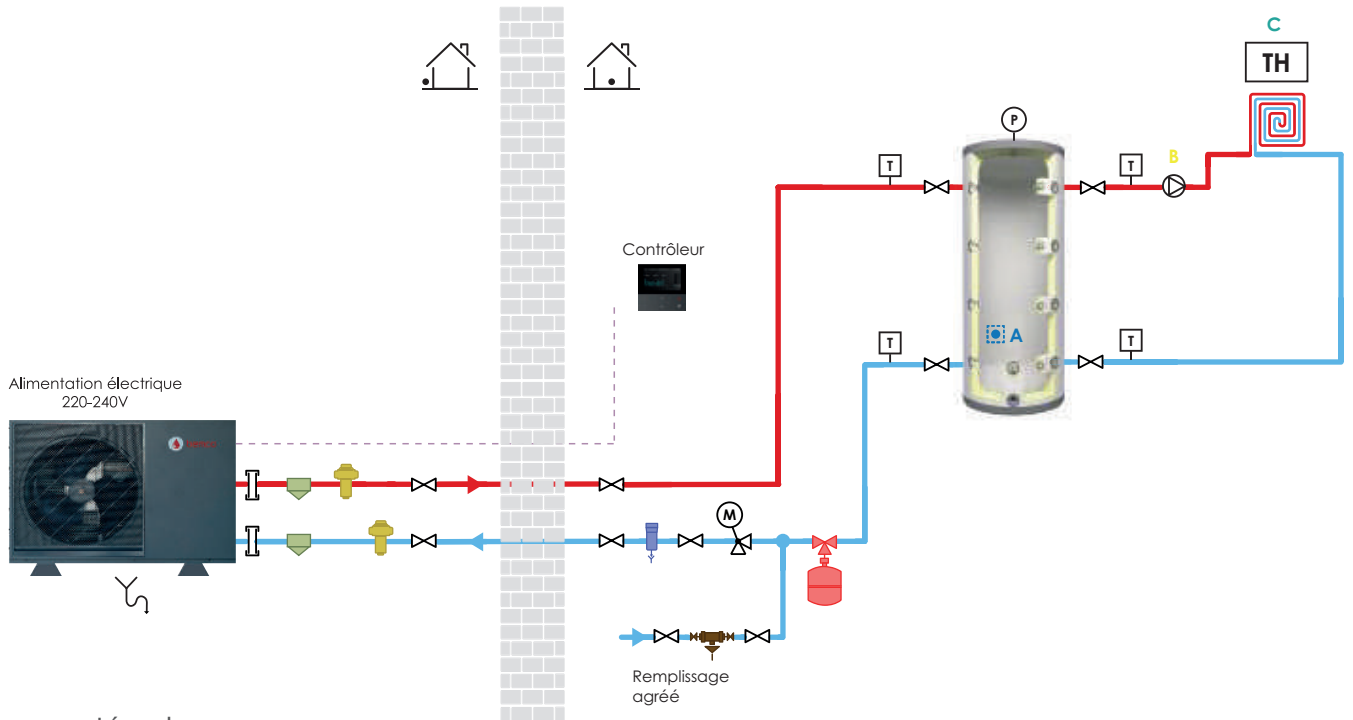 C
TH
P
T
T
B
Contrôleur
A
T
T
Alimentation électrique
220-240V
M
Remplissage
agréé